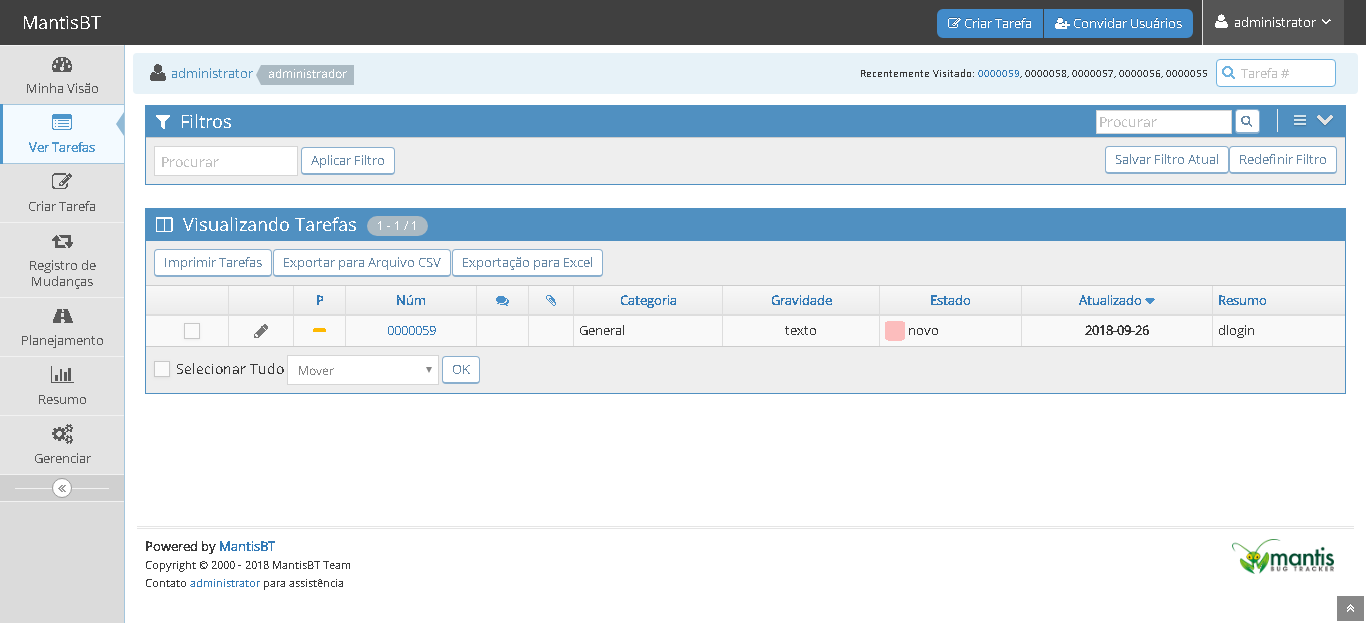 MantisBT
Criar Tarefa Convidar Usuários administrator
Minha Visão
Ver Tarefas
Criar Tarefa
Registro de
Mudanças
Planejamento
Resumo
Gerenciar
administrator administrador
Recentemente Visitado: 0000059, 0000058, 0000057, 0000056, 0000055 Tarefa #
Filtros Procurar
Procurar Aplicar Filtro Salvar Filtro Atual Redefinir Filtro
Visualizando Tarefas 1 - 1 / 1
Imprimir Tarefas Exportar para Arquivo CSV Exportação para Excel
P Núm Categoria Gravidade Estado Atualizado Resumo
0000059 General texto novo 2018-09-26 dlogin
Selecionar Tudo Mover OK
Powered by MantisBT
Copyright © 2000 - 2018 MantisBT Team
Contato administrator para assistência
mantis
BUG TRACKER